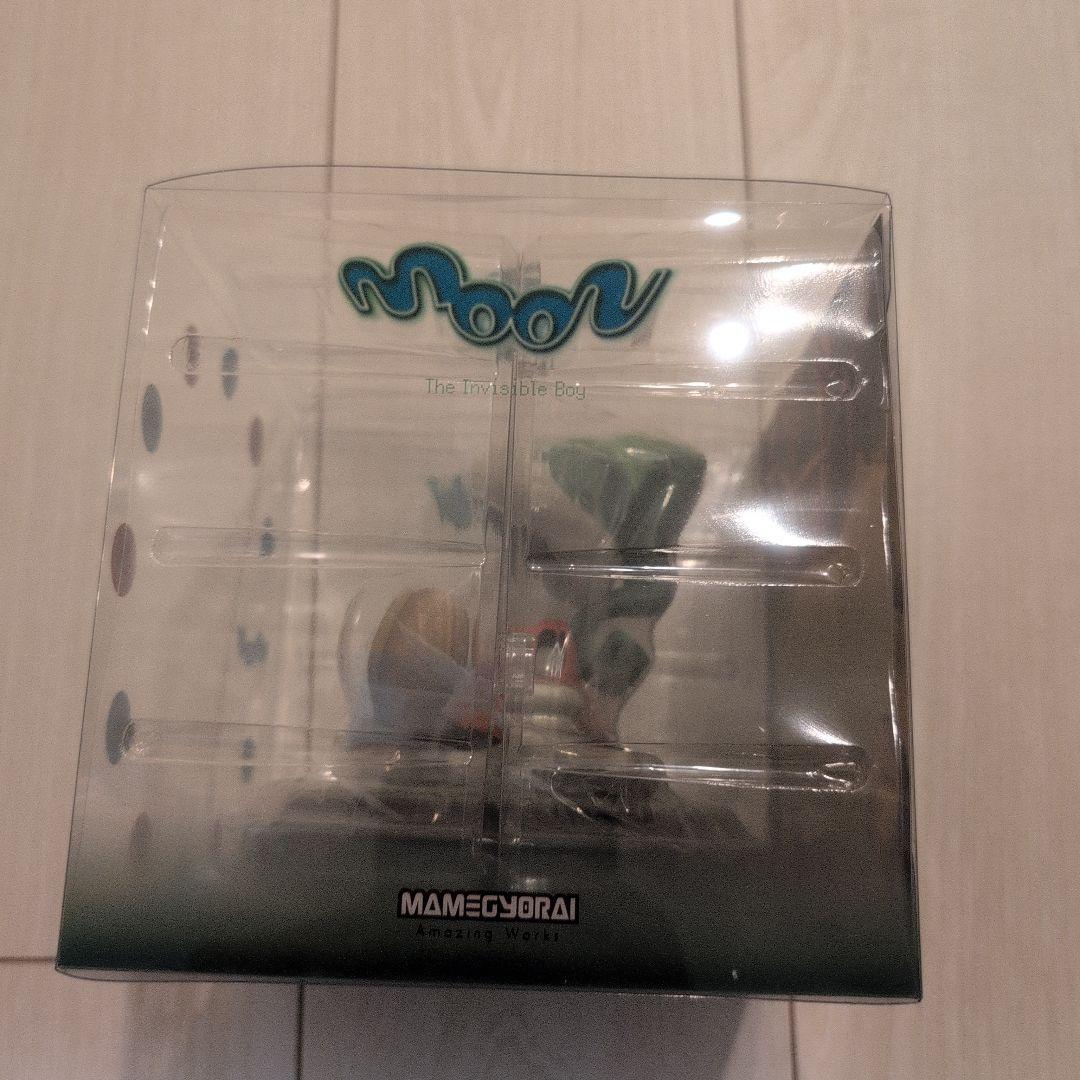 moon
The Invisible Boy
MAMEGYORAI
Amazing Works